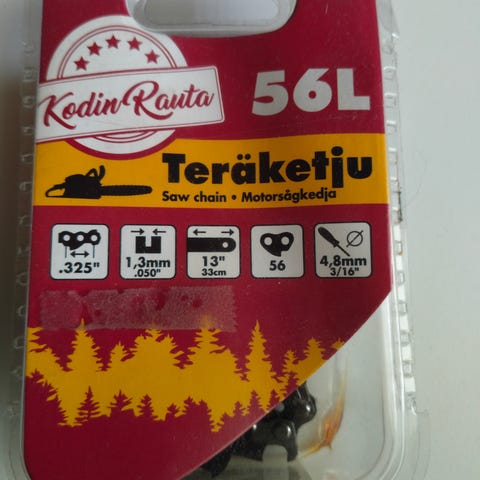 Kodin Rauta
56L
Teräketju
Saw chain • Motorsågkedja
.325"
1,3mm
.050"
13"
33cm
56
4,8mm
3/16"